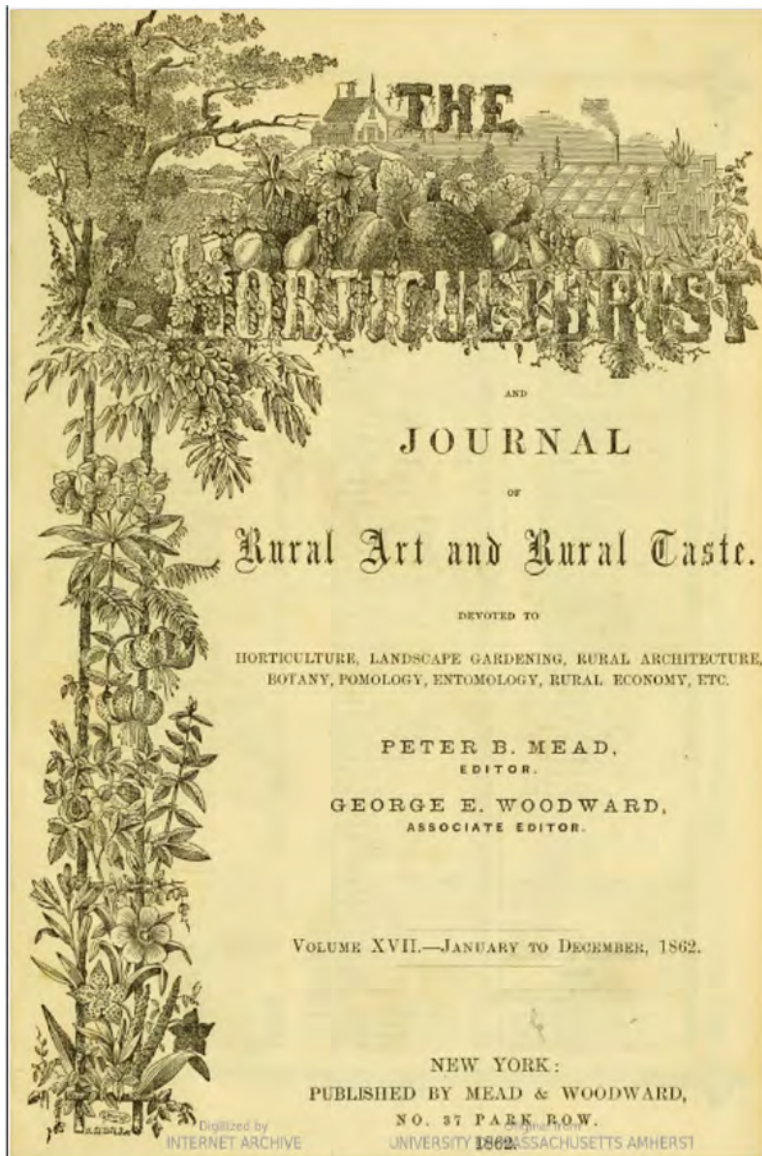 THE
HORTICULTURIST
AND
JOURNAL
OF
Rural Art and Rural Taste.
DEVOTED TO
HORTICULTURE, LANDSCAPE GARDENING, RURAL ARCHITECTURE,
BOTANY, POMOLOGY, ENTOMOLOGY, RURAL ECONOMY, ETC.
PETER B. MEAD,
EDITOR.
GEORGE E. WOODWARD,
ASSOCIATE EDITOR.
VOLUME XVII.—JANUARY TO DECEMBER, 1862.
NEW YORK:
PUBLISHED BY MEAD & WOODWARD,
NO. 37 PARK ROW.
1862.
Digitized by
INTERNET ARCHIVE
Original from
UNIVERSITY OF MASSACHUSETTS AMHERST